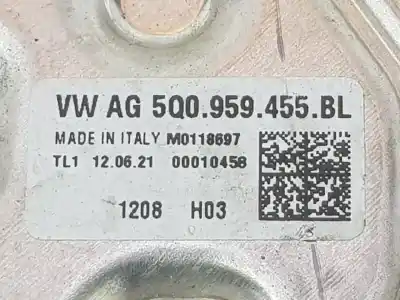 VW AG 5Q0.959.455.BL
MADE IN ITALY M0118697
TL1 12.06.21 00010458
1208 H03